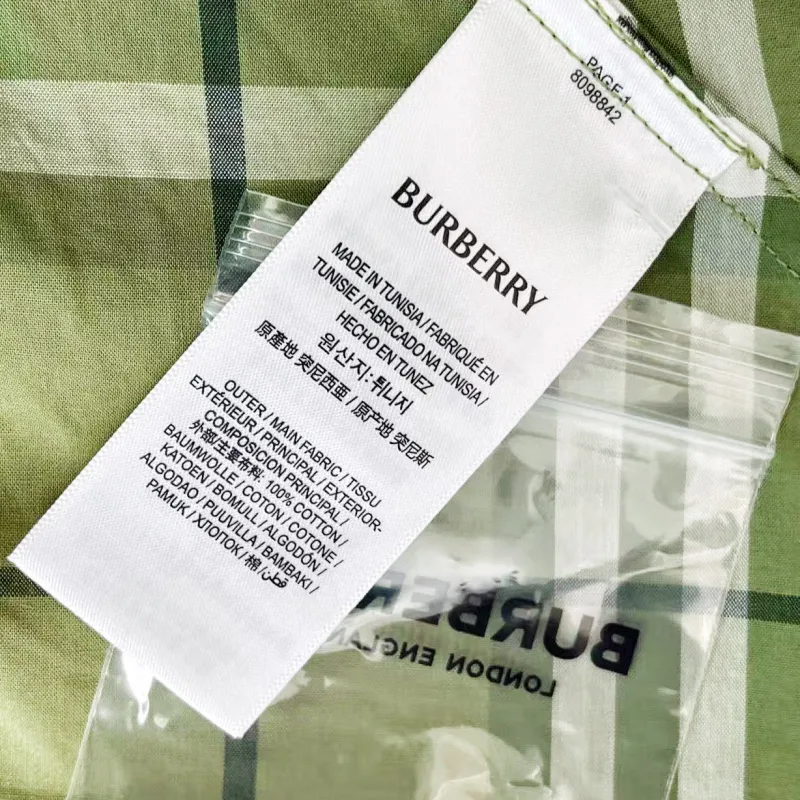 PAGE 1
8098842
BURBERRY
MADE IN TUNISIA / FABRIQUÉ EN
TUNISIE / FABRICADO NA TUNISIA /
HECHO EN TUNEZ
원산지: 튀니지
原產地 突尼西亞 / 原产地 突尼斯
OUTER / MAIN FABRIC / TISSU
EXTÉRIEUR / PRINCIPAL / EXTERIOR-
COMPOSICION PRINCIPAL /
外部/主要布料: 100% COTTON /
BAUMWOLLE / COTON / COTONE /
KATOEN / BOMULL / ALGODÓN /
ALGODAO / PUUVILLA / BAMBAKI /
PAMUK / ХЛОПОК / 棉 / قطن
BURBER
LONDON ENGLAN